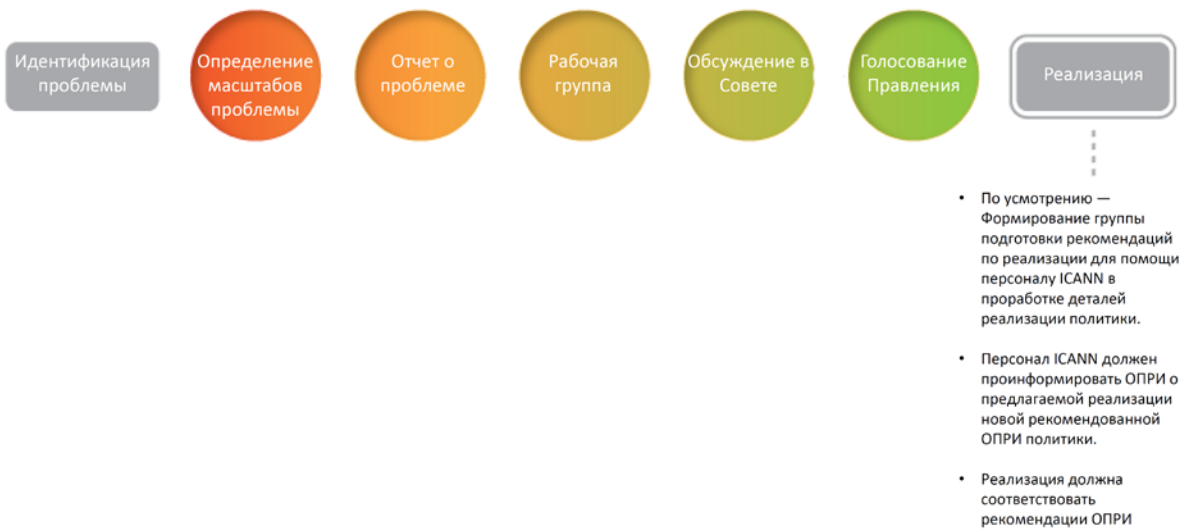 Идентификация
проблемы
Определение
масштабов
проблемы
Отчет о
проблеме
Рабочая
группа
Обсуждение в
Совете
Голосование
Правления
Реализация
• По усмотрению —
Формирование группы
подготовки рекомендаций
по реализации для помощи
персоналу ICANN в
проработке деталей
реализации политики.
• Персонал ICANN должен
проинформировать ОПРИ о
предлагаемой реализации
новой рекомендованной
ОПРИ политики.
• Реализация должна
соответствовать
рекомендации ОПРИ